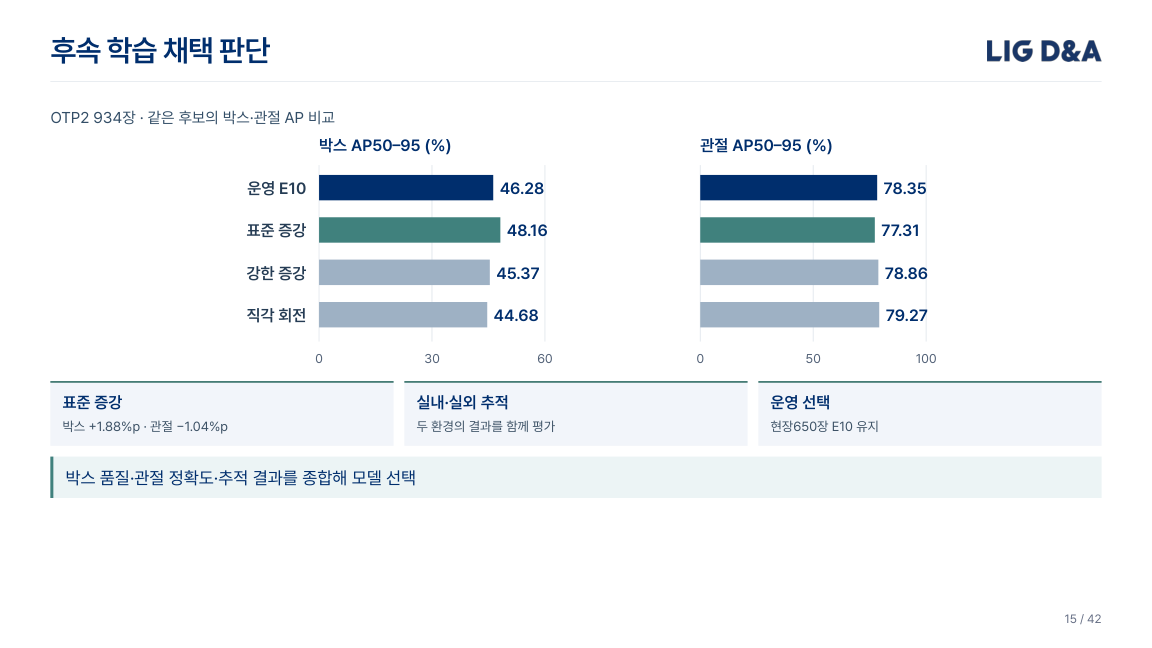 후속 학습 채택 판단
LIG D&A
OTP2 934장 · 같은 후보의 박스·관절 AP 비교
박스 AP50–95 (%)
운영 E10 46.28
표준 증강 48.16
강한 증강 45.37
직각 회전 44.68
0 30 60
관절 AP50–95 (%)
78.35
77.31
78.86
79.27
0 50 100
표준 증강
박스 +1.88%p · 관절 −1.04%p
실내·실외 추적
두 환경의 결과를 함께 평가
운영 선택
현장650장 E10 유지
박스 품질·관절 정확도·추적 결과를 종합해 모델 선택
15 / 42